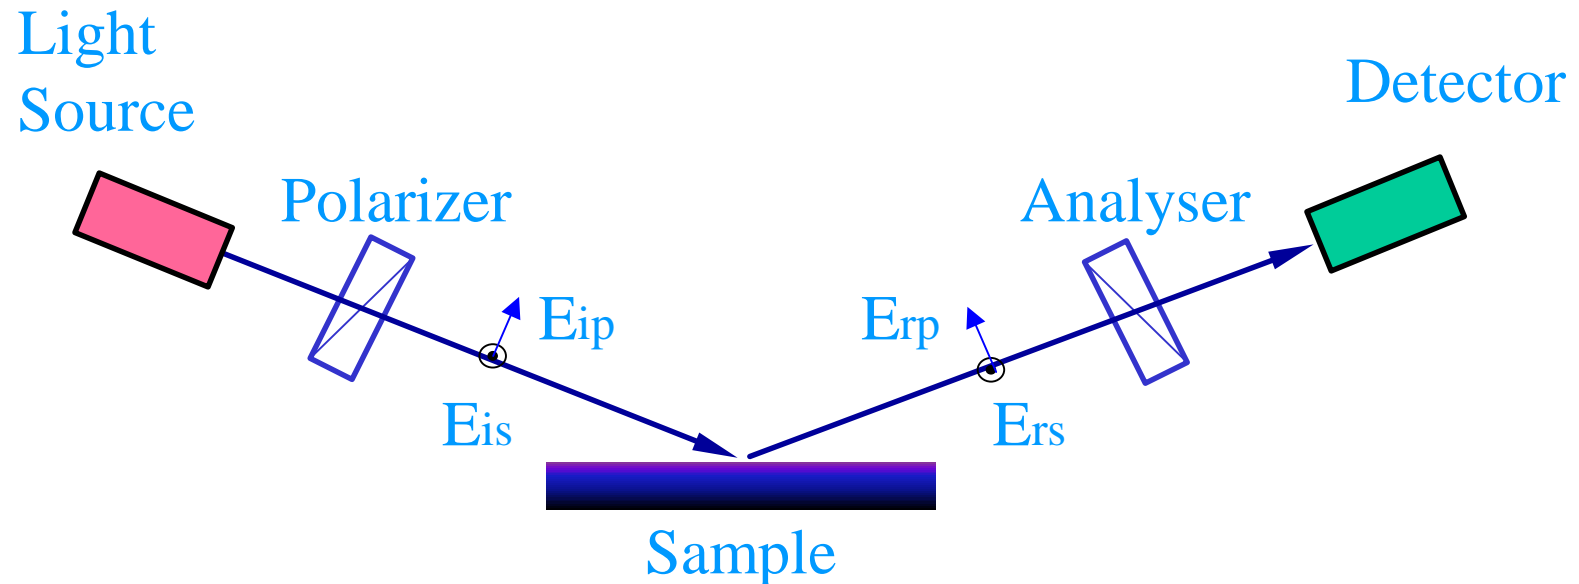 Light
Source
Detector
Polarizer
Analyser
Eip
Erp
Eis
Ers
Sample